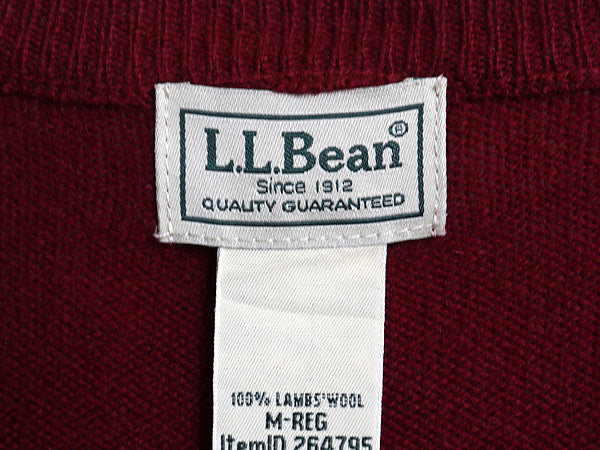 L.L.Bean®
Since 1912
QUALITY GUARANTEED
100% LAMBS'WOOL
M-REG
ItemID 264795